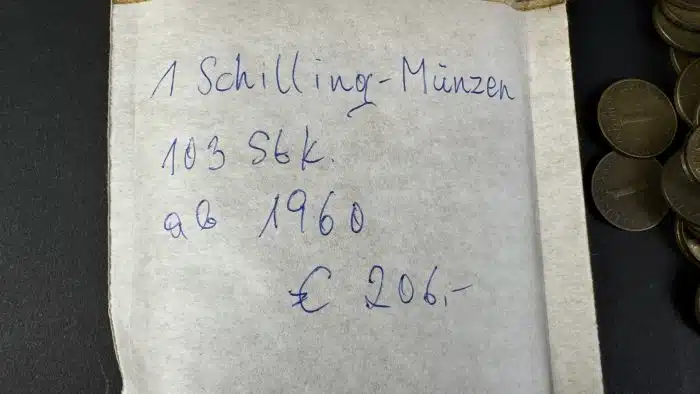 1 Schilling-Münzen
103 Stk.
ab 1960
€ 206,-